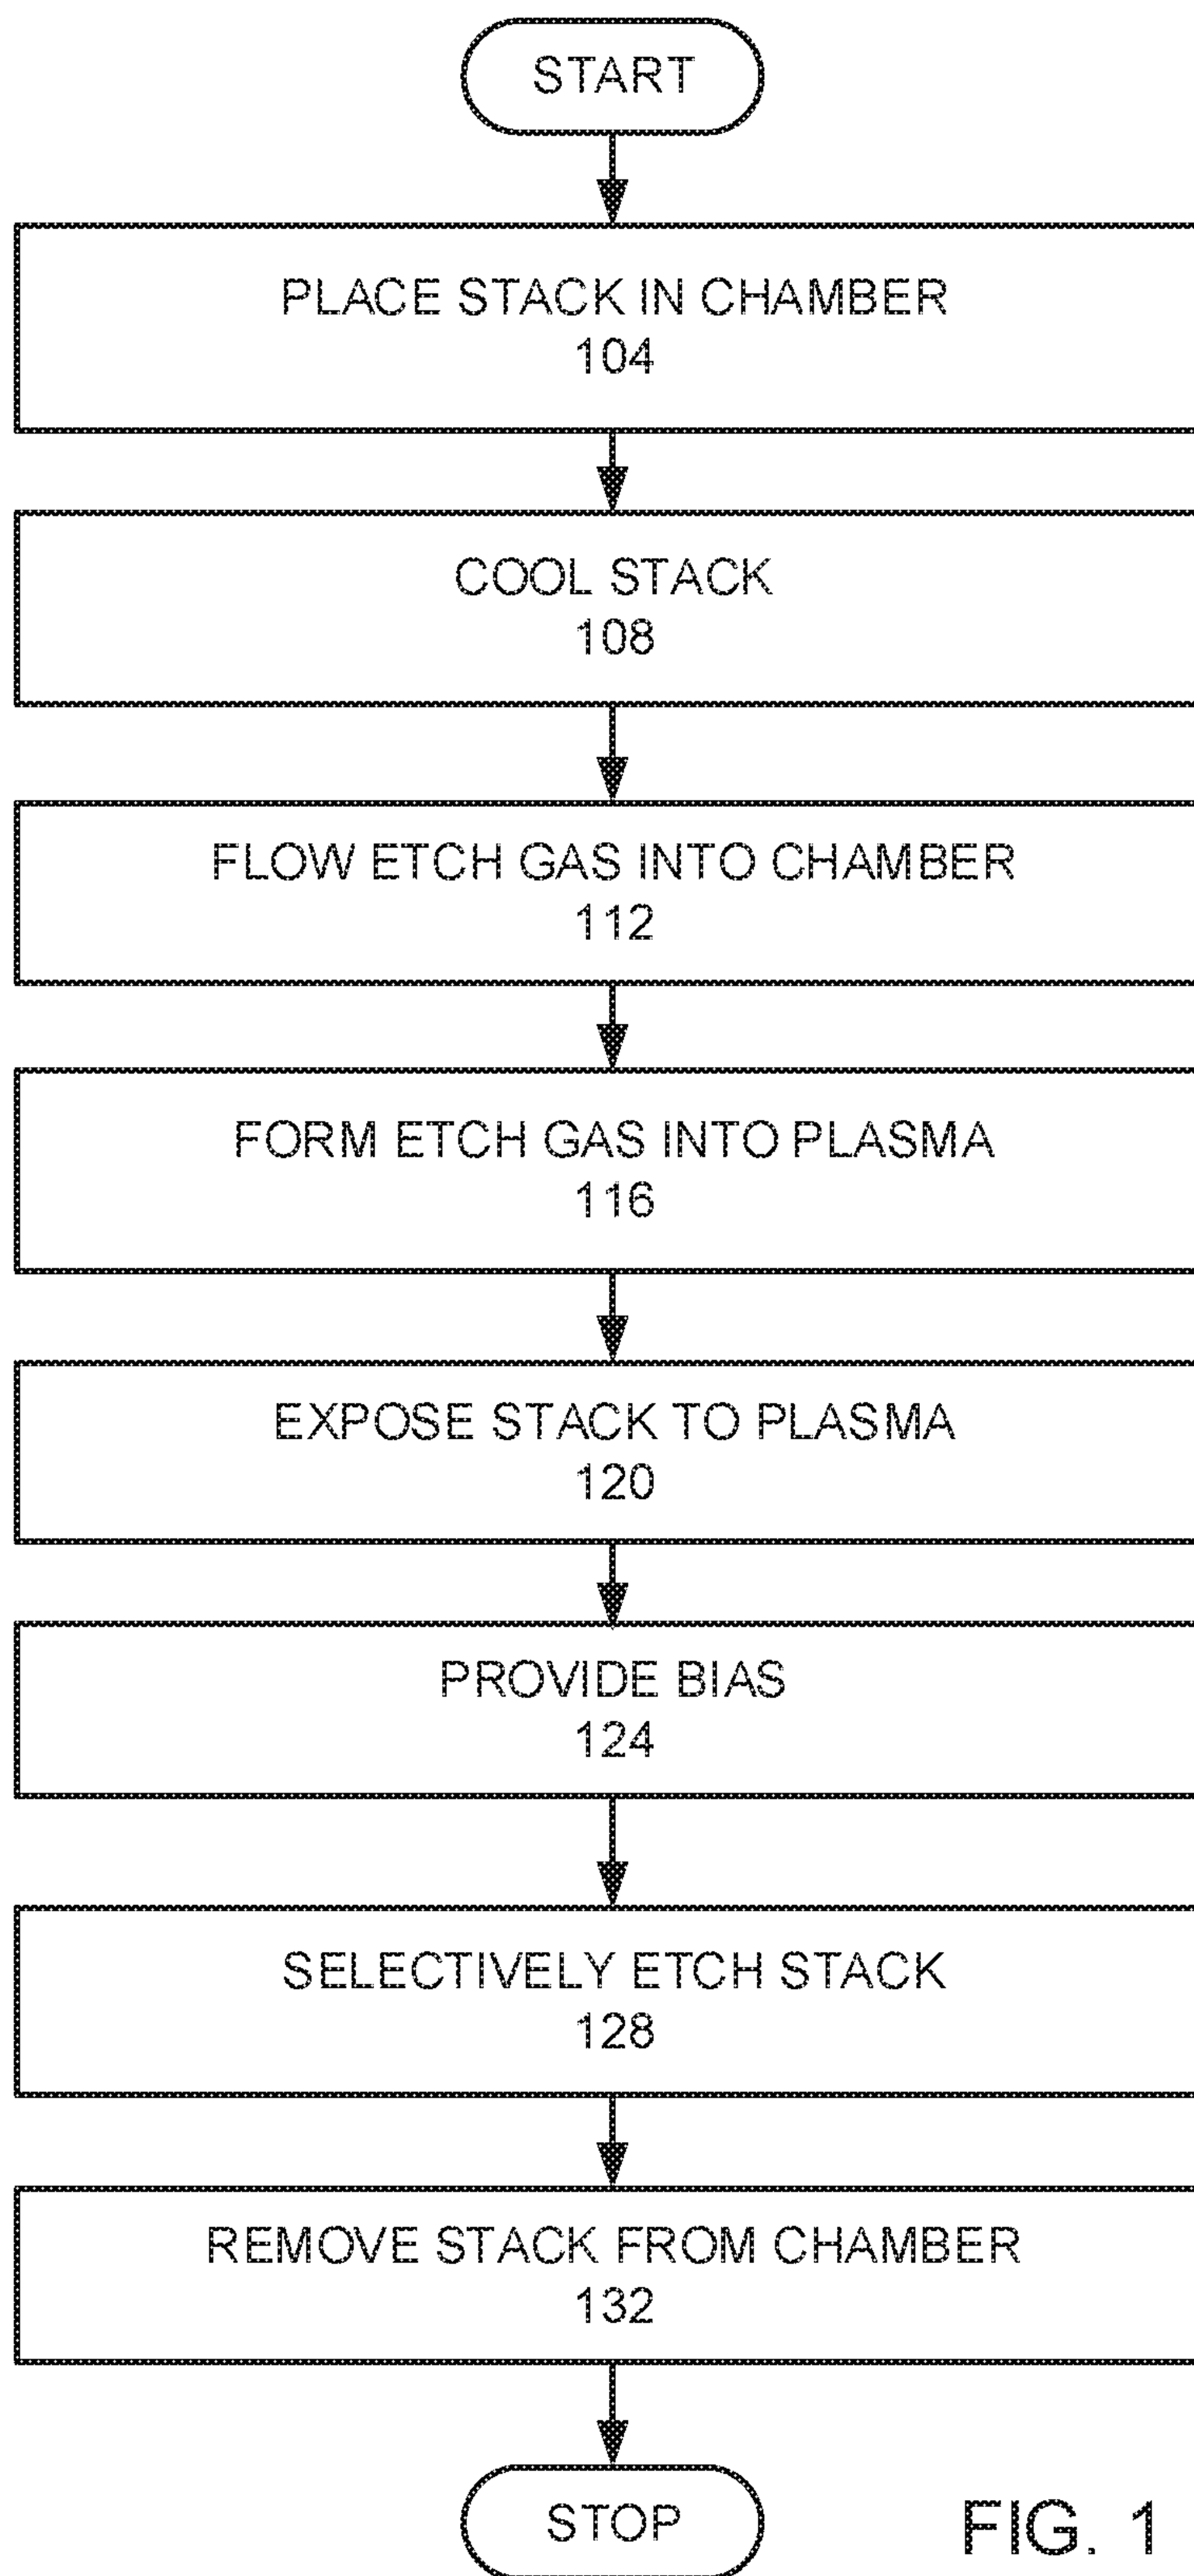 START
PLACE STACK IN CHAMBER
104
COOL STACK
108
FLOW ETCH GAS INTO CHAMBER
112
FORM ETCH GAS INTO PLASMA
116
EXPOSE STACK TO PLASMA
120
PROVIDE BIAS
124
SELECTIVELY ETCH STACK
128
REMOVE STACK FROM CHAMBER
132
STOP
FIG. 1